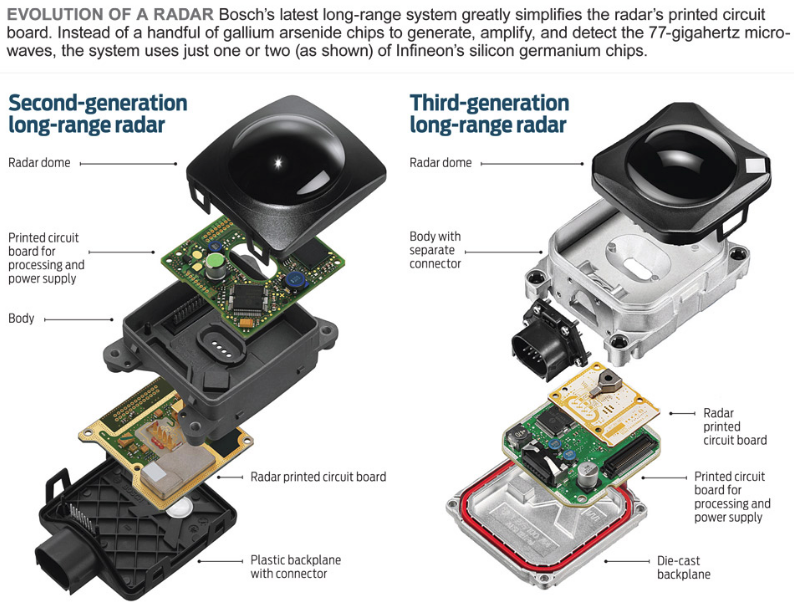 EVOLUTION OF A RADAR Bosch's latest long-range system greatly simplifies the radar's printed circuit
board. Instead of a handful of gallium arsenide chips to generate, amplify, and detect the 77-gigahertz micro-
waves, the system uses just one or two (as shown) of Infineon's silicon germanium chips.
Second-generation
long-range radar
Radar dome
Printed circuit
board for
processing and
power supply
Body
Radar printed circuit board
Plastic backplane
with connector
Third-generation
long-range radar
Radar dome
Body with
separate
connector
Radar
printed
circuit board
Printed circuit
board for
processing and
power supply
Die-cast
backplane